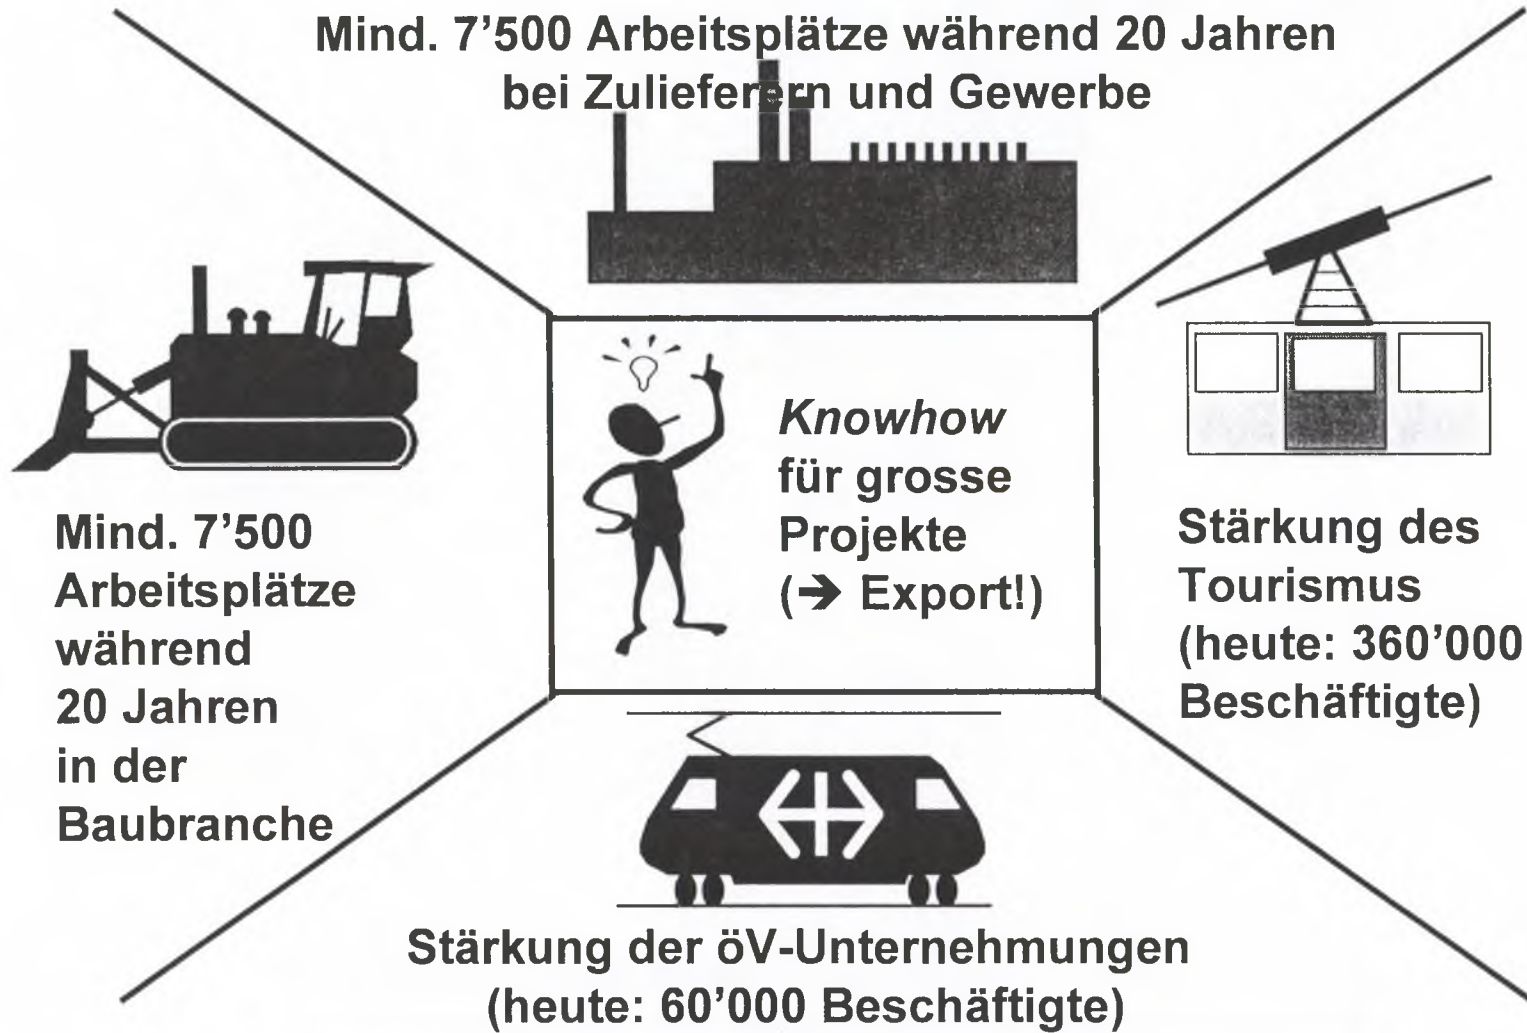 Mind. 7’500 Arbeitsplätze während 20 Jahren
bei Zulieferern und Gewerbe
Mind. 7’500
Arbeitsplätze
während
20 Jahren
in der
Baubranche
Knowhow
für grosse
Projekte
(➔ Export!)
Stärkung des
Tourismus
(heute: 360’000
Beschäftigte)
Stärkung der öV-Unternehmungen
(heute: 60’000 Beschäftigte)